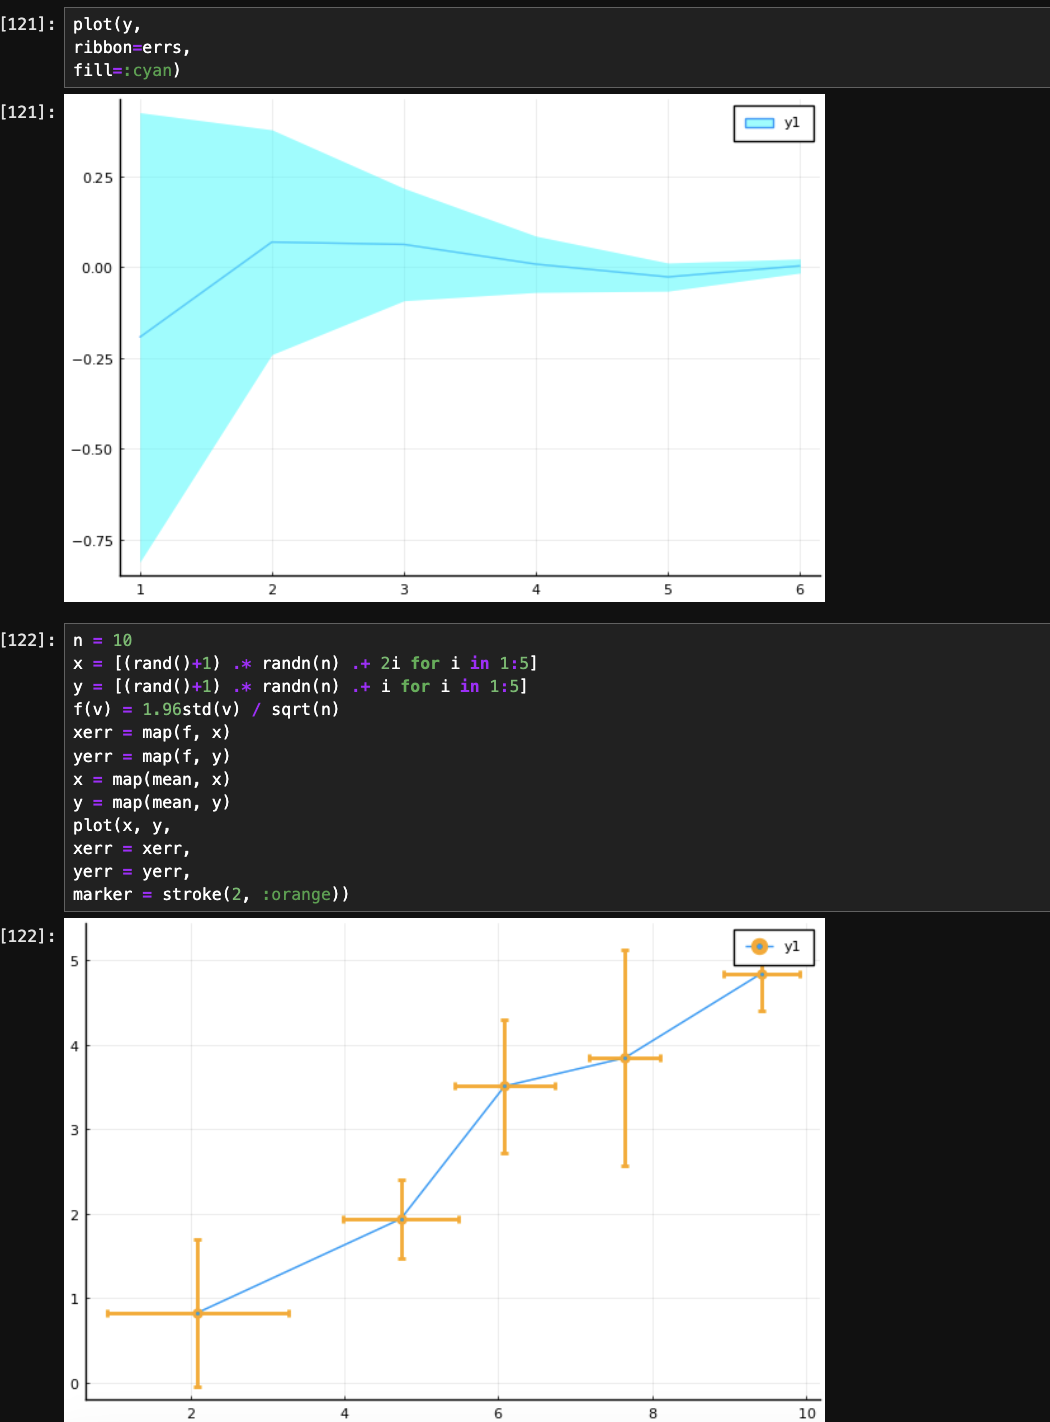 [121]: plot(y,
ribbon=errs,
fill=:cyan)
[121]:
y1
0.25
0.00
−0.25
−0.50
−0.75
1 2 3 4 5 6
[122]: n = 10
x = [(rand()+1) .* randn(n) .+ 2i for i in 1:5]
y = [(rand()+1) .* randn(n) .+ i for i in 1:5]
f(v) = 1.96std(v) / sqrt(n)
xerr = map(f, x)
yerr = map(f, y)
x = map(mean, x)
y = map(mean, y)
plot(x, y,
xerr = xerr,
yerr = yerr,
marker = stroke(2, :orange))
[122]:
y1
5
4
3
2
1
0
2 4 6 8 10